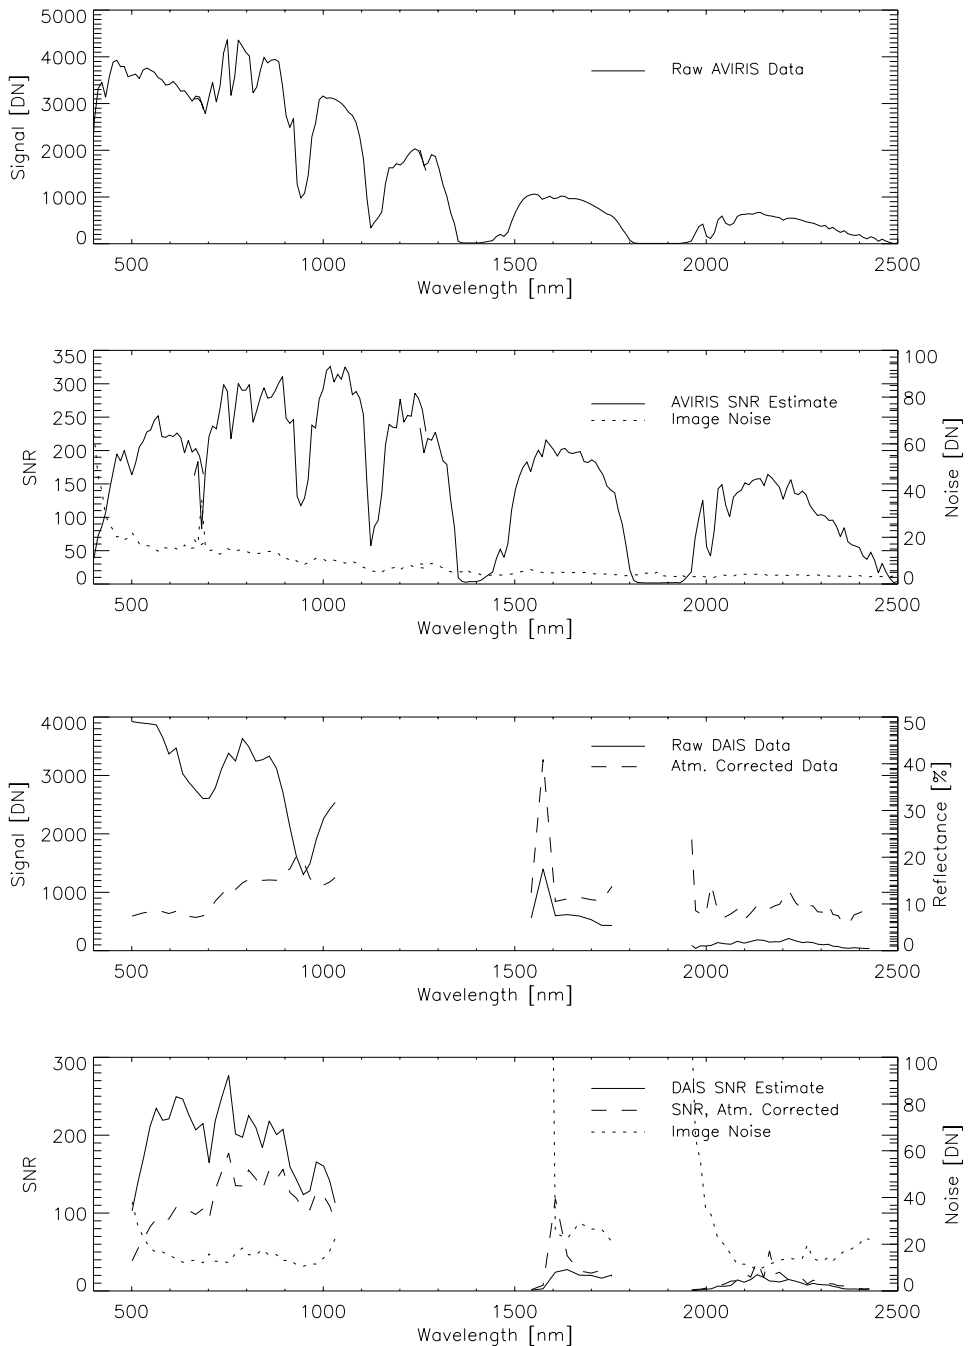 5000
4000
3000
2000
1000
0
Signal [DN]
Raw AVIRIS Data
500 1000 1500 2000 2500
Wavelength [nm]
350
300
250
200
150
100
50
0
SNR
AVIRIS SNR Estimate
Image Noise
100
80
60
40
20
0
Noise [DN]
500 1000 1500 2000 2500
Wavelength [nm]
4000
3000
2000
1000
0
Signal [DN]
Raw DAIS Data
Atm. Corrected Data
50
40
30
20
10
0
Reflectance [%]
500 1000 1500 2000 2500
Wavelength [nm]
300
200
100
0
SNR
DAIS SNR Estimate
SNR, Atm. Corrected
Image Noise
100
80
60
40
20
0
Noise [DN]
500 1000 1500 2000 2500
Wavelength [nm]